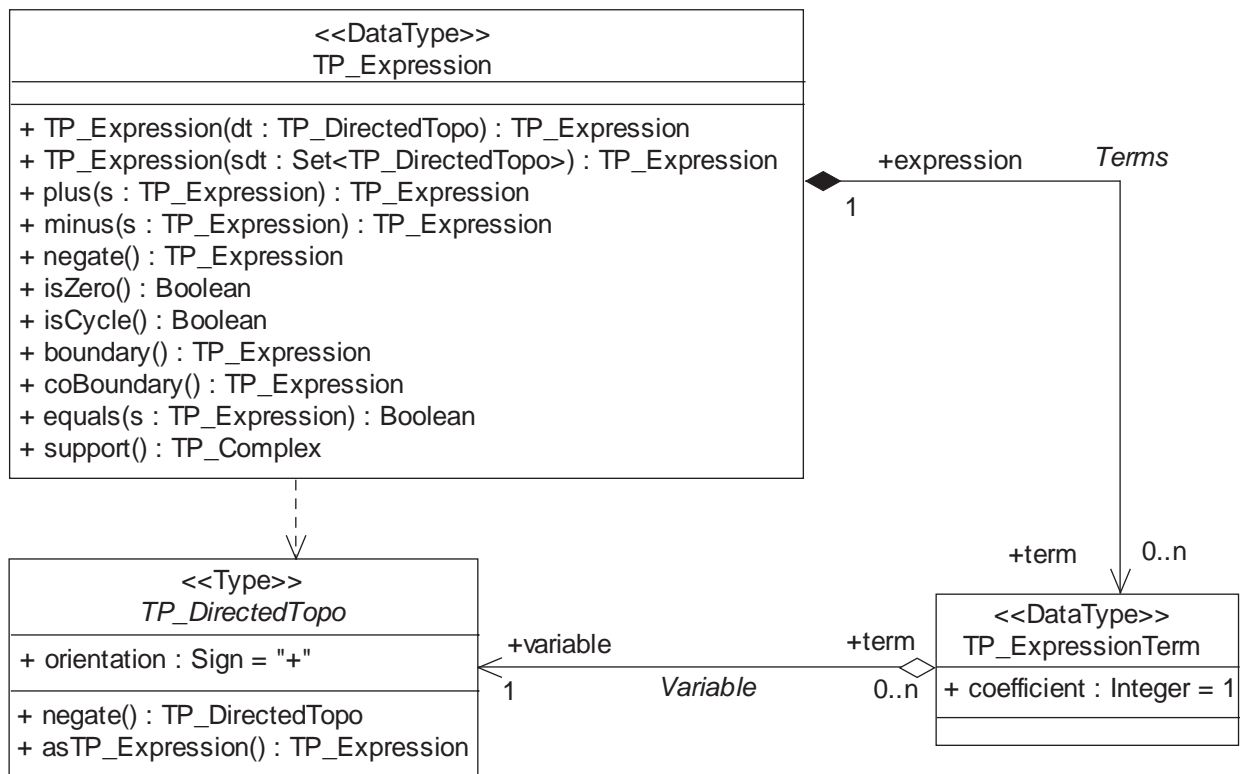 <<DataType>>
TP_Expression
+ TP_Expression(dt : TP_DirectedTopo) : TP_Expression
+ TP_Expression(sdt : Set<TP_DirectedTopo>) : TP_Expression
+ plus(s : TP_Expression) : TP_Expression
+ minus(s : TP_Expression) : TP_Expression
+ negate() : TP_Expression
+ isZero() : Boolean
+ isCycle() : Boolean
+ boundary() : TP_Expression
+ coBoundary() : TP_Expression
+ equals(s : TP_Expression) : Boolean
+ support() : TP_Complex
+expression
Terms
1
+term
0..n
<<Type>>
TP_DirectedTopo
+ orientation : Sign = "+"
+ negate() : TP_DirectedTopo
+ asTP_Expression() : TP_Expression
+variable
1
Variable
+term
0..n
<<DataType>>
TP_ExpressionTerm
+ coefficient : Integer = 1